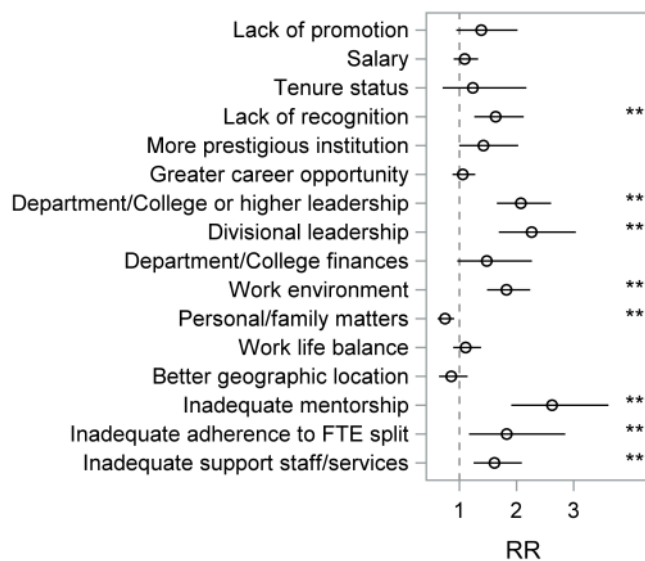 Lack of promotion
Salary
Tenure status
Lack of recognition **
More prestigious institution
Greater career opportunity
Department/College or higher leadership **
Divisional leadership **
Department/College finances
Work environment **
Personal/family matters **
Work life balance
Better geographic location
Inadequate mentorship **
Inadequate adherence to FTE split **
Inadequate support staff/services **
1 2 3
RR